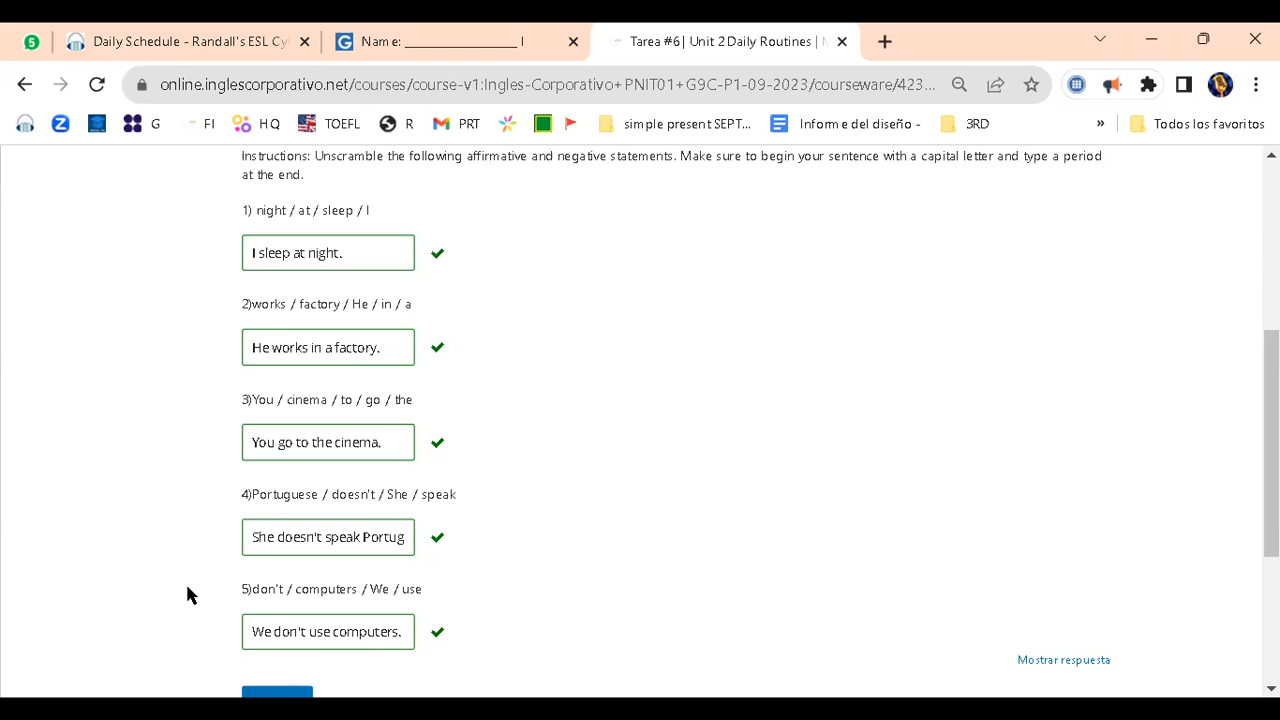 Daily Schedule - Randall's ESL Cy
Name: ____________________ I
Tarea #6 | Unit 2 Daily Routines |
online.inglescorporativo.net/courses/course-v1:Ingles-Corporativo+PNIT01+G9C-P1-09-2023/courseware/423...
G FI HQ TOEFL R PRT simple present SEPT... Informe del diseño - 3RD » Todos los favoritos
Instructions: Unscramble the following affirmative and negative statements. Make sure to begin your sentence with a capital letter and type a period
at the end.
1) night / at / sleep / I
I sleep at night.
2)works / factory / He / in / a
He works in a factory.
3)You / cinema / to / go / the
You go to the cinema.
4)Portuguese / doesn't / She / speak
She doesn't speak Portug
5)don't / computers / We / use
We don't use computers.
Mostrar respuesta